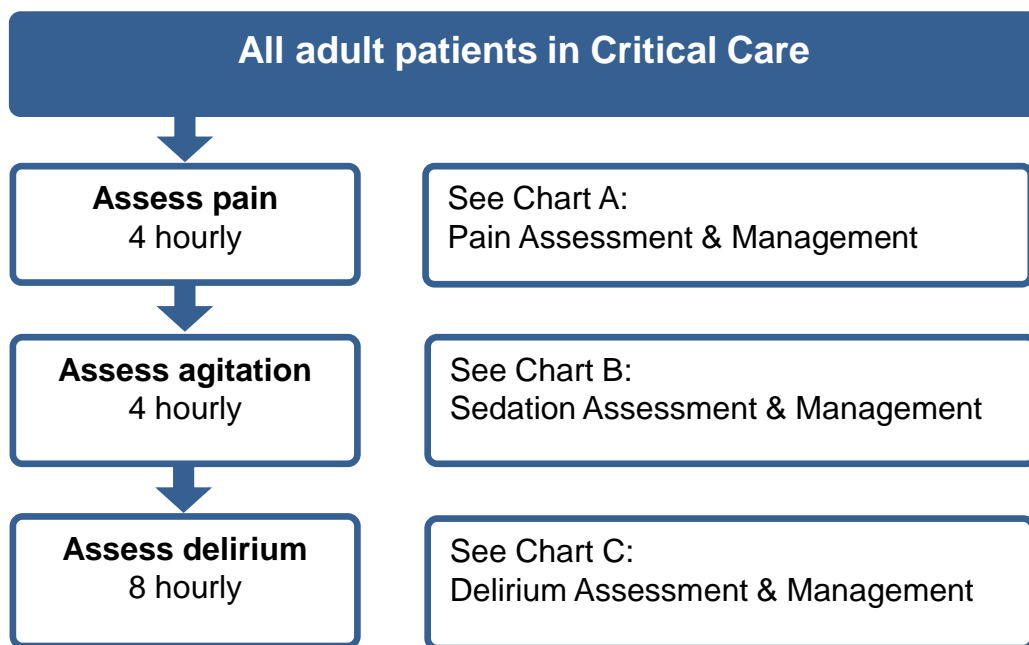 All adult patients in Critical Care
Assess pain
4 hourly
See Chart A:
Pain Assessment & Management
Assess agitation
4 hourly
See Chart B:
Sedation Assessment & Management
Assess delirium
8 hourly
See Chart C:
Delirium Assessment & Management